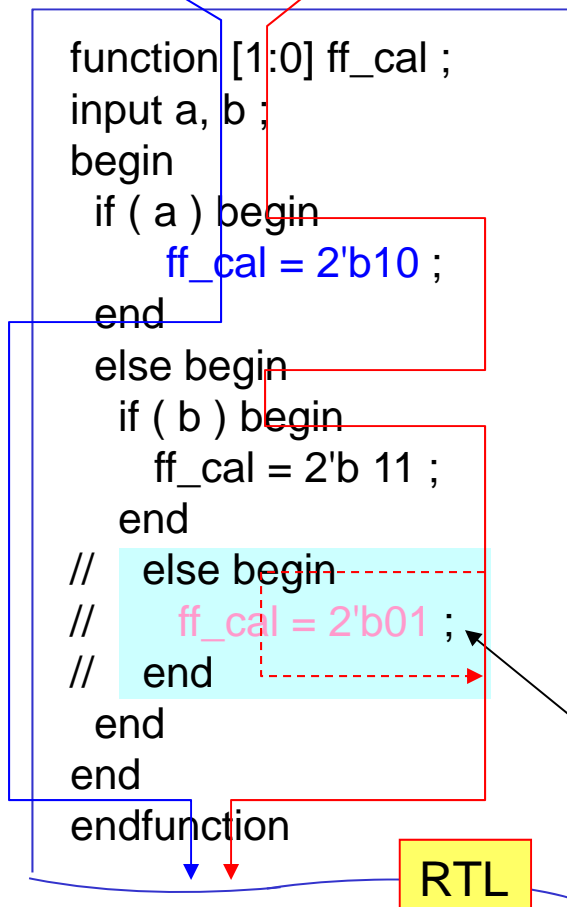 function [1:0] ff_cal ;
input a, b ;
begin
if ( a ) begin
ff_cal = 2'b10 ;
end
else begin
if ( b ) begin
ff_cal = 2'b 11 ;
end
// else begin
// ff_cal = 2'b01 ;
// end
end
end
endfunction
RTL